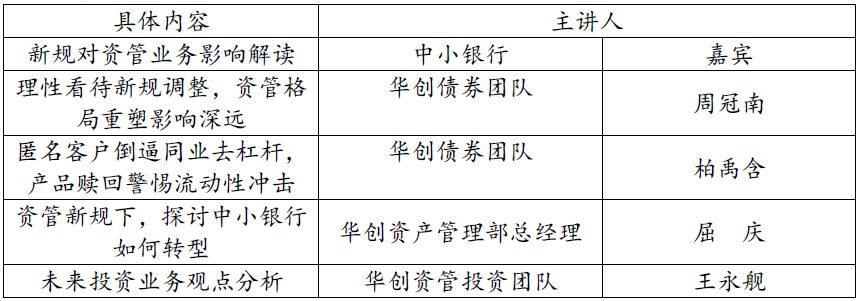 具体内容 主讲人
新规对资管业务影响解读 中小银行 嘉宾
理性看待新规调整，资管格
局重塑影响深远 华创债券团队 周冠南
匿名客户倒逼同业去杠杆，
产品赎回警惕流动性冲击 华创债券团队 柏禹含
资管新规下，探讨中小银行
如何转型 华创资产管理部总经理 屈 庆
未来投资业务观点分析 华创资管投资团队 王永舰